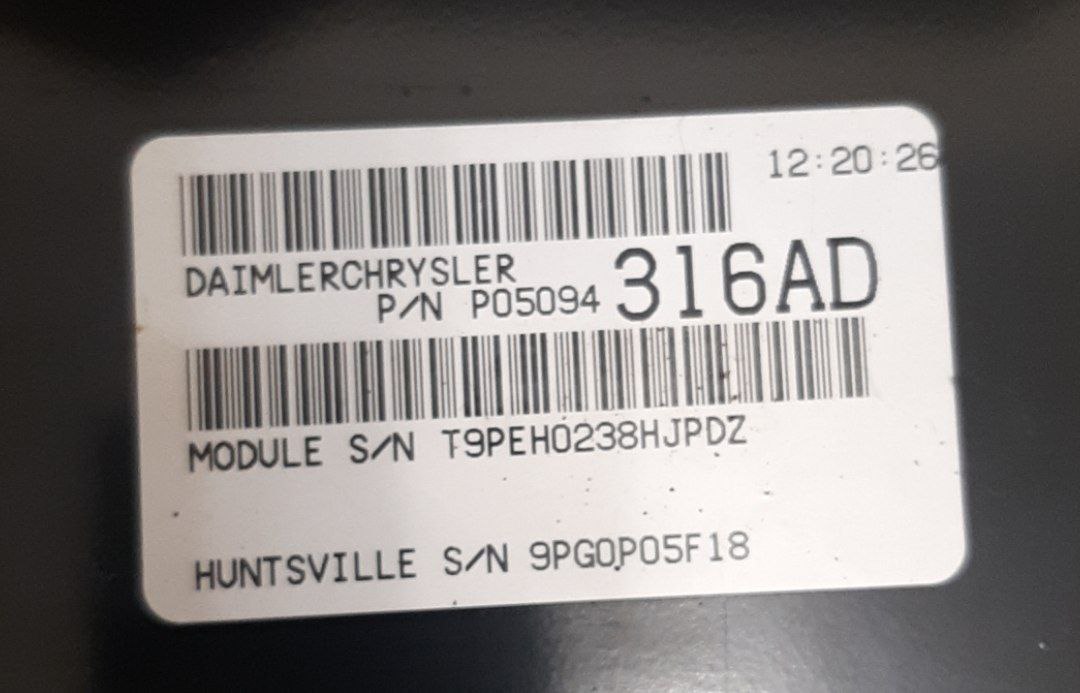 12:20:26
DAIMLERCHRYSLER
P/N P05094 316AD
MODULE S/N T9PEH0238HJPDZ
HUNTSVILLE S/N 9PG0P05F18